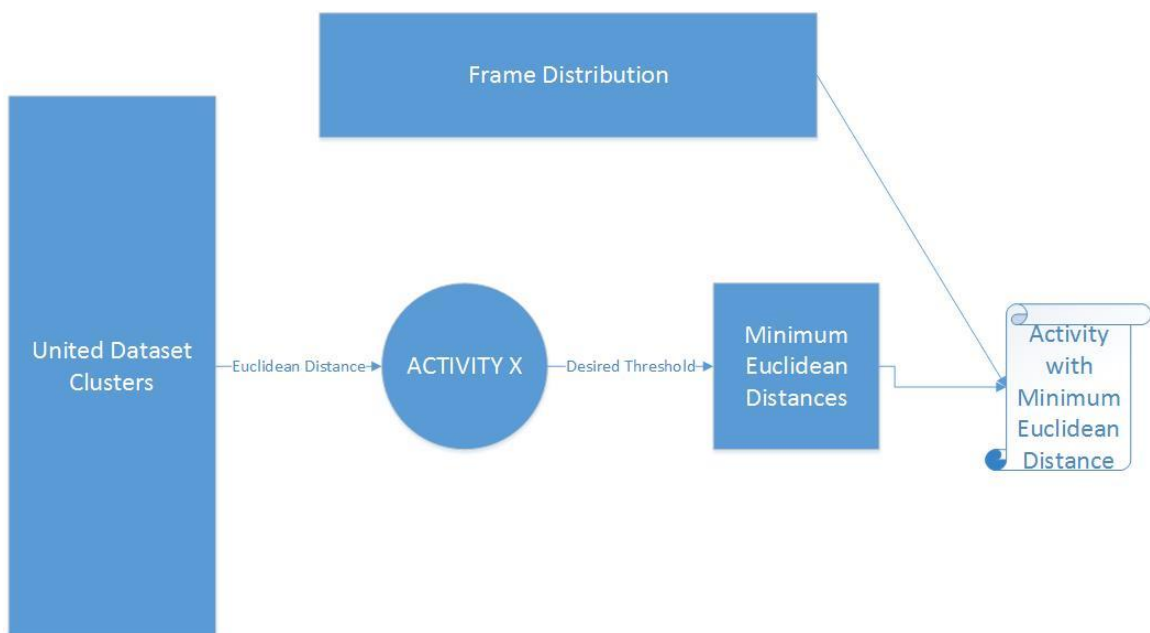 Frame Distribution
United Dataset
Clusters
Euclidean Distance
ACTIVITY X
Desired Threshold
Minimum
Euclidean
Distances
Activity
with
Minimum
Euclidean
Distance